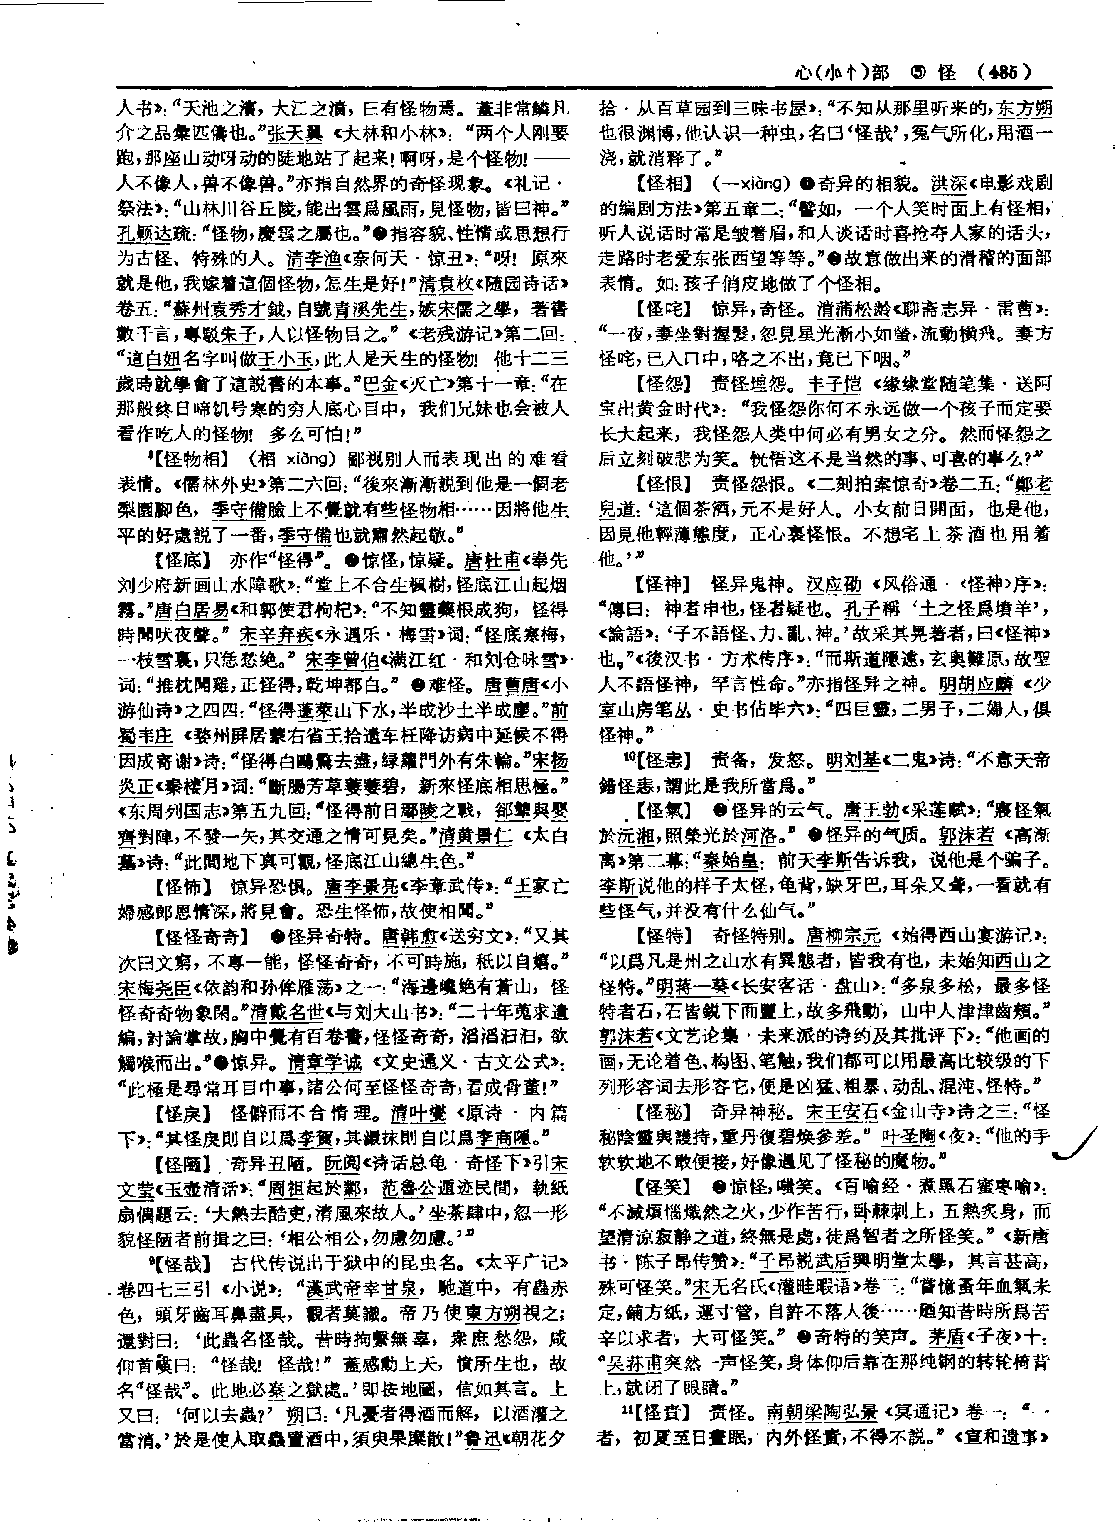 心(小忄)部 ⑤ 怪 (485)
人书》:“天池之濱,大江之濆,曰有怪物焉。蓋非常鱗凡
介之品彙匹儔也。”张天翼《大林和小林》:“两个人刚要
跑,那座山动呀动的陡地站了起来!啊呀,是个怪物!——
人不像人,兽不像兽。”亦指自然界的奇怪现象。《礼记·
祭法》:“山林川谷丘陵,能出雲爲風雨,見怪物,皆曰神。”
孔颖达疏:“怪物,慶雲之屬也。”❷指容貌、性情或思想行
为古怪、特殊的人。清李渔《奈何天·惊丑》:“呀!原來
就是他,我嫁着這個怪物,怎生是好!”清袁枚《随园诗话》
卷五:“蘇州袁秀才鉞,自號青溪先生,嫉宋儒之學,著書
數千言,專駁朱子,人以怪物目之。”《老残游记》第二回:
“這白妞名字叫做王小玉,此人是天生的怪物!他十二三
歲時就學會了這説書的本事。”巴金《灭亡》第十一章:“在
那般终日啼饥号寒的穷人底心目中,我们兄妹也会被人
看作吃人的怪物!多么可怕!”
⁸【怪物相】(相 xiàng)鄙视别人而表现出的难看
表情。《儒林外史》第二六回:“後來漸漸説到他是一個老
梨園脚色,季守備臉上不覺就有些怪物相……因將他生
平的好處説了一番,季守備也就肅然起敬。”
【怪底】 亦作“怪得”。❶惊怪,惊疑。唐杜甫《奉先
刘少府新画山水障歌》:“堂上不合生楓樹,怪底江山起烟
霧。”唐白居易《和郭使君枸杞》:“不知靈藥根成狗,怪得
時聞吠夜聲。”宋辛弃疾《永遇乐·梅雪》词:“怪底寒梅,
一枝雪裏,只恁愁絶。”宋李曾伯《满江红·和刘仓咏雪》
词:“推枕聞雞,正怪得,乾坤都白。”❷难怪。唐曹唐《小
游仙诗》之四四:“怪得蓬萊山下水,半成沙土半成塵。”前
蜀韦庄《婺州屏居蒙右省王拾遗车枉降访病中延候不得
因成寄谢》诗:“怪得白鷗驚去盡,绿蘿門外有朱輪。”宋杨
炎正《秦楼月》词:“斷腸芳草萋萋碧,新來怪底相思極。”
《东周列国志》第五九回:“怪得前日鄢陵之戰,郤犨與嬰
齊對陣,不發一矢,其交通之情可見矣。”清黄景仁《太白
墓》诗:“此間地下真可觀,怪底江山總生色。”
【怪怖】 惊异恐惧。唐李景亮《李章武传》:“王家亡
婦感郎恩情深,將見會。恐生怪怖,故使相聞。”
【怪怪奇奇】 ❶怪异奇特。唐韩愈《送穷文》:“又其
次曰文窮,不專一能,怪怪奇奇,不可時施,秖以自嬉。”
宋梅尧臣《依韵和孙侔雁荡》之一:“海邊巉絶有蒼山,怪
怪奇奇物象閑。”清戴名世《与刘大山书》:“二十年蒐求遺
編,討論掌故,胸中覺有百卷書,怪怪奇奇,滔滔汩汩,欲
觸喉而出。”❷惊异。清章学诚《文史通义·古文公式》:
“此極是尋常耳目中事,諸公何至怪怪奇奇,看成骨董!”
【怪戾】 怪僻而不合情理。清叶燮《原诗·内篇
下》:“其怪戾則自以爲李賀,其濃抹則自以爲李商隱。”
【怪陋】 奇异丑陋。阮阅《诗话总龟·奇怪下》引宋
文莹《玉壶清话》:“周祖起於鄴,范魯公遁迹民間,執紙
扇偶題云:‘大熱去酷吏,清風來故人。’坐茶肆中,忽一形
貌怪陋者前揖之曰:‘相公相公,勿慮勿慮。’”
⁹【怪哉】 古代传说出于狱中的昆虫名。《太平广记》
卷四七三引《小说》:“漢武帝幸甘泉,馳道中,有蟲赤
色,頭牙齒耳鼻盡具,觀者莫識。帝乃使東方朔視之;
還對曰:‘此蟲名怪哉。昔時拘繫無辜,衆庶愁怨,咸
仰首嘆曰:“怪哉!怪哉!”蓋感動上天,憤所生也,故
名“怪哉”。此地必秦之獄處。’即按地圖,信如其言。上
又曰:‘何以去蟲?’朔曰:‘凡憂者得酒而解,以酒灌之
當消。’於是使人取蟲置酒中,須臾果糜散!”鲁迅《朝花夕
拾·从百草园到三味书屋》:“不知从那里听来的,东方朔
也很渊博,他认识一种虫,名曰‘怪哉’,冤气所化,用酒一
浇,就消释了。”
【怪相】(一xiàng)❶奇异的相貌。洪深《电影戏剧
的编剧方法》第五章二:“譬如,一个人笑时面上有怪相,
听人说话时常是皱着眉,和人谈话时喜抢夺人家的话头,
走路时老爱东张西望等等。”❷故意做出来的滑稽的面部
表情。如:孩子俏皮地做了个怪相。
【怪咤】 惊异,奇怪。清蒲松龄《聊斋志异·雷曹》:
“一夜,妻坐對握髮,忽見星光漸小如螢,流動横飛。妻方
怪咤,已入口中,咯之不出,竟已下咽。”
【怪怨】 责怪埋怨。丰子恺《缘缘堂随笔集·送阿
宝出黄金时代》:“我怪怨你何不永远做一个孩子而定要
长大起来,我怪怨人类中何必有男女之分。然而怪怨之
后立刻破悲为笑。恍悟这不是当然的事、可喜的事么?”
【怪恨】 责怪怨恨。《二刻拍案惊奇》卷二五:“鄭老
兒道:‘這個茶酒,元不是好人。小女前日開面,也是他,
因見他輕薄態度,正心裏怪恨。不想宅上茶酒也用着
他。’”
【怪神】 怪异鬼神。汉应劭《风俗通·〈怪神〉序》:
“傳曰:神者申也,怪者疑也。孔子稱‘土之怪爲墳羊’,
《論語》:‘子不語怪、力、亂、神。’故采其晃著者,曰《怪神》
也。”《後汉书·方术传序》:“而斯道隱遠,玄奥難原,故聖
人不語怪神,罕言性命。”亦指怪异之神。明胡应麟《少
室山房笔丛·史书佔毕六》:“四巨靈,二男子,二婦人,俱
怪神。”
¹⁰【怪恚】 责备,发怒。明刘基《二鬼》诗:“不意天帝
錯怪恚,謂此是我所當爲。”
【怪氣】 ❶怪异的云气。唐王勃《采莲赋》:“寢怪氣
於沅湘,照榮光於河洛。”❷怪异的气质。郭沫若《高渐
离》第二幕:“秦始皇:前天李斯告诉我,说他是个骗子。
李斯说他的样子太怪,龟背,缺牙巴,耳朵又聋,一看就有
些怪气,并没有什么仙气。”
【怪特】 奇怪特别。唐柳宗元《始得西山宴游记》:
“以爲凡是州之山水有異態者,皆我有也,未始知西山之
怪特。”明蒋一葵《长安客话·盘山》:“多泉多松,最多怪
特者石,石皆鋭下而豐上,故多飛動,山中人津津齒頰。”
郭沫若《文艺论集·未来派的诗约及其批评下》:“他画的
画,无论着色、构图、笔触,我们都可以用最高比较级的下
列形容词去形容它,便是凶猛、粗暴、动乱、混沌、怪特。”
【怪秘】 奇异神秘。宋王安石《金山寺》诗之三:“怪
秘陰靈與護持,重丹復碧焕參差。”叶圣陶《夜》:“他的手
软软地不敢便接,好像遇见了怪秘的魔物。”
【怪笑】 ❶惊怪,嗤笑。《百喻经·煮黑石蜜枣喻》:
“不滅煩惱熾然之火,少作苦行,卧棘刺上,五熱炙身,而
望清凉寂静之道,終無是處,徒爲智者之所怪笑。”《新唐
书·陈子昂传赞》:“子昂説武后興明堂太學,其言甚高,
殊可怪笑。”宋无名氏《灌畦暇语》卷二:“嘗憶蚤年血氣未
定,鋪方紙,運寸管,自許不落人後……廼知昔時所爲苦
辛以求者,大可怪笑。”❷奇特的笑声。茅盾《子夜》十:
“吴荪甫突然一声怪笑,身体仰后靠在那纯钢的转轮椅背
上,就闭了眼睛。”
¹¹【怪責】 责怪。南朝梁陶弘景《冥通记》卷一:“
者,初夏至日晝眠,内外怪責,不得不説。”《宣和遗事》